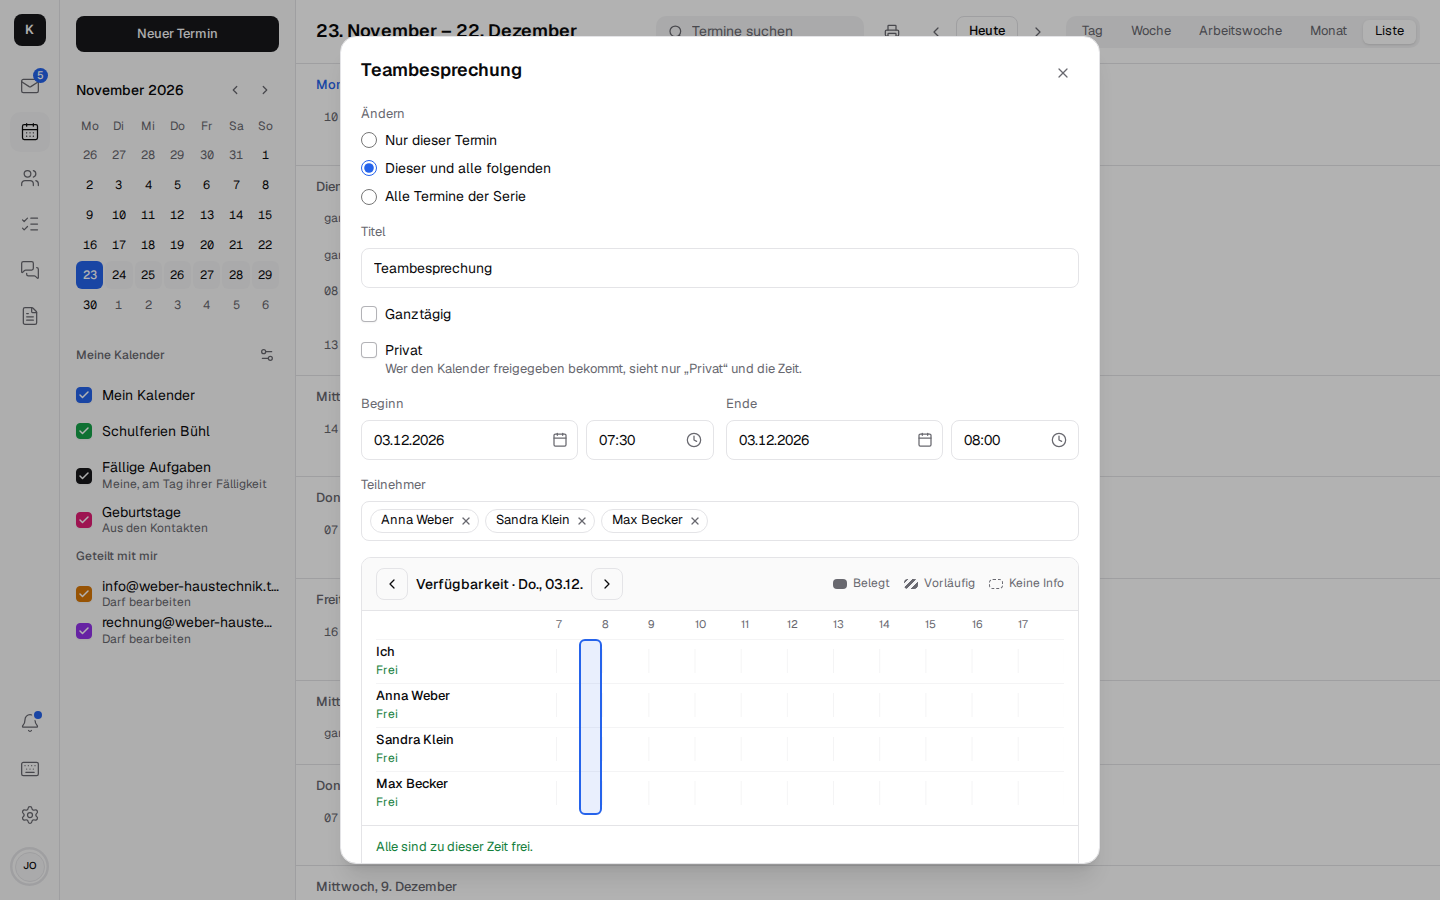 K
5
JO
Neuer Termin
November 2026
Mo Di Mi Do Fr Sa So
26 27 28 29 30 31 1
2 3 4 5 6 7 8
9 10 11 12 13 14 15
16 17 18 19 20 21 22
23 24 25 26 27 28 29
30 1 2 3 4 5 6
Meine Kalender
Mein Kalender
Schulferien Bühl
Fällige Aufgaben
Meine, am Tag ihrer Fälligkeit
Geburtstage
Aus den Kontakten
Geteilt mit mir
info@weber-haustechnik.t…
Darf bearbeiten
rechnung@weber-hauste…
Darf bearbeiten
23. November – 22. Dezember
Termine suchen
Heute
Tag Woche Arbeitswoche Monat Liste
Teambesprechung
Ändern
Nur dieser Termin
Dieser und alle folgenden
Alle Termine der Serie
Titel
Teambesprechung
Ganztägig
Privat
Wer den Kalender freigegeben bekommt, sieht nur „Privat“ und die Zeit.
Beginn Ende
03.12.2026 07:30 03.12.2026 08:00
Teilnehmer
Anna Weber Sandra Klein Max Becker
Verfügbarkeit · Do., 03.12. Belegt Vorläufig Keine Info
7 8 9 10 11 12 13 14 15 16 17
Ich
Frei
Anna Weber
Frei
Sandra Klein
Frei
Max Becker
Frei
Alle sind zu dieser Zeit frei.
Mittwoch, 9. Dezember